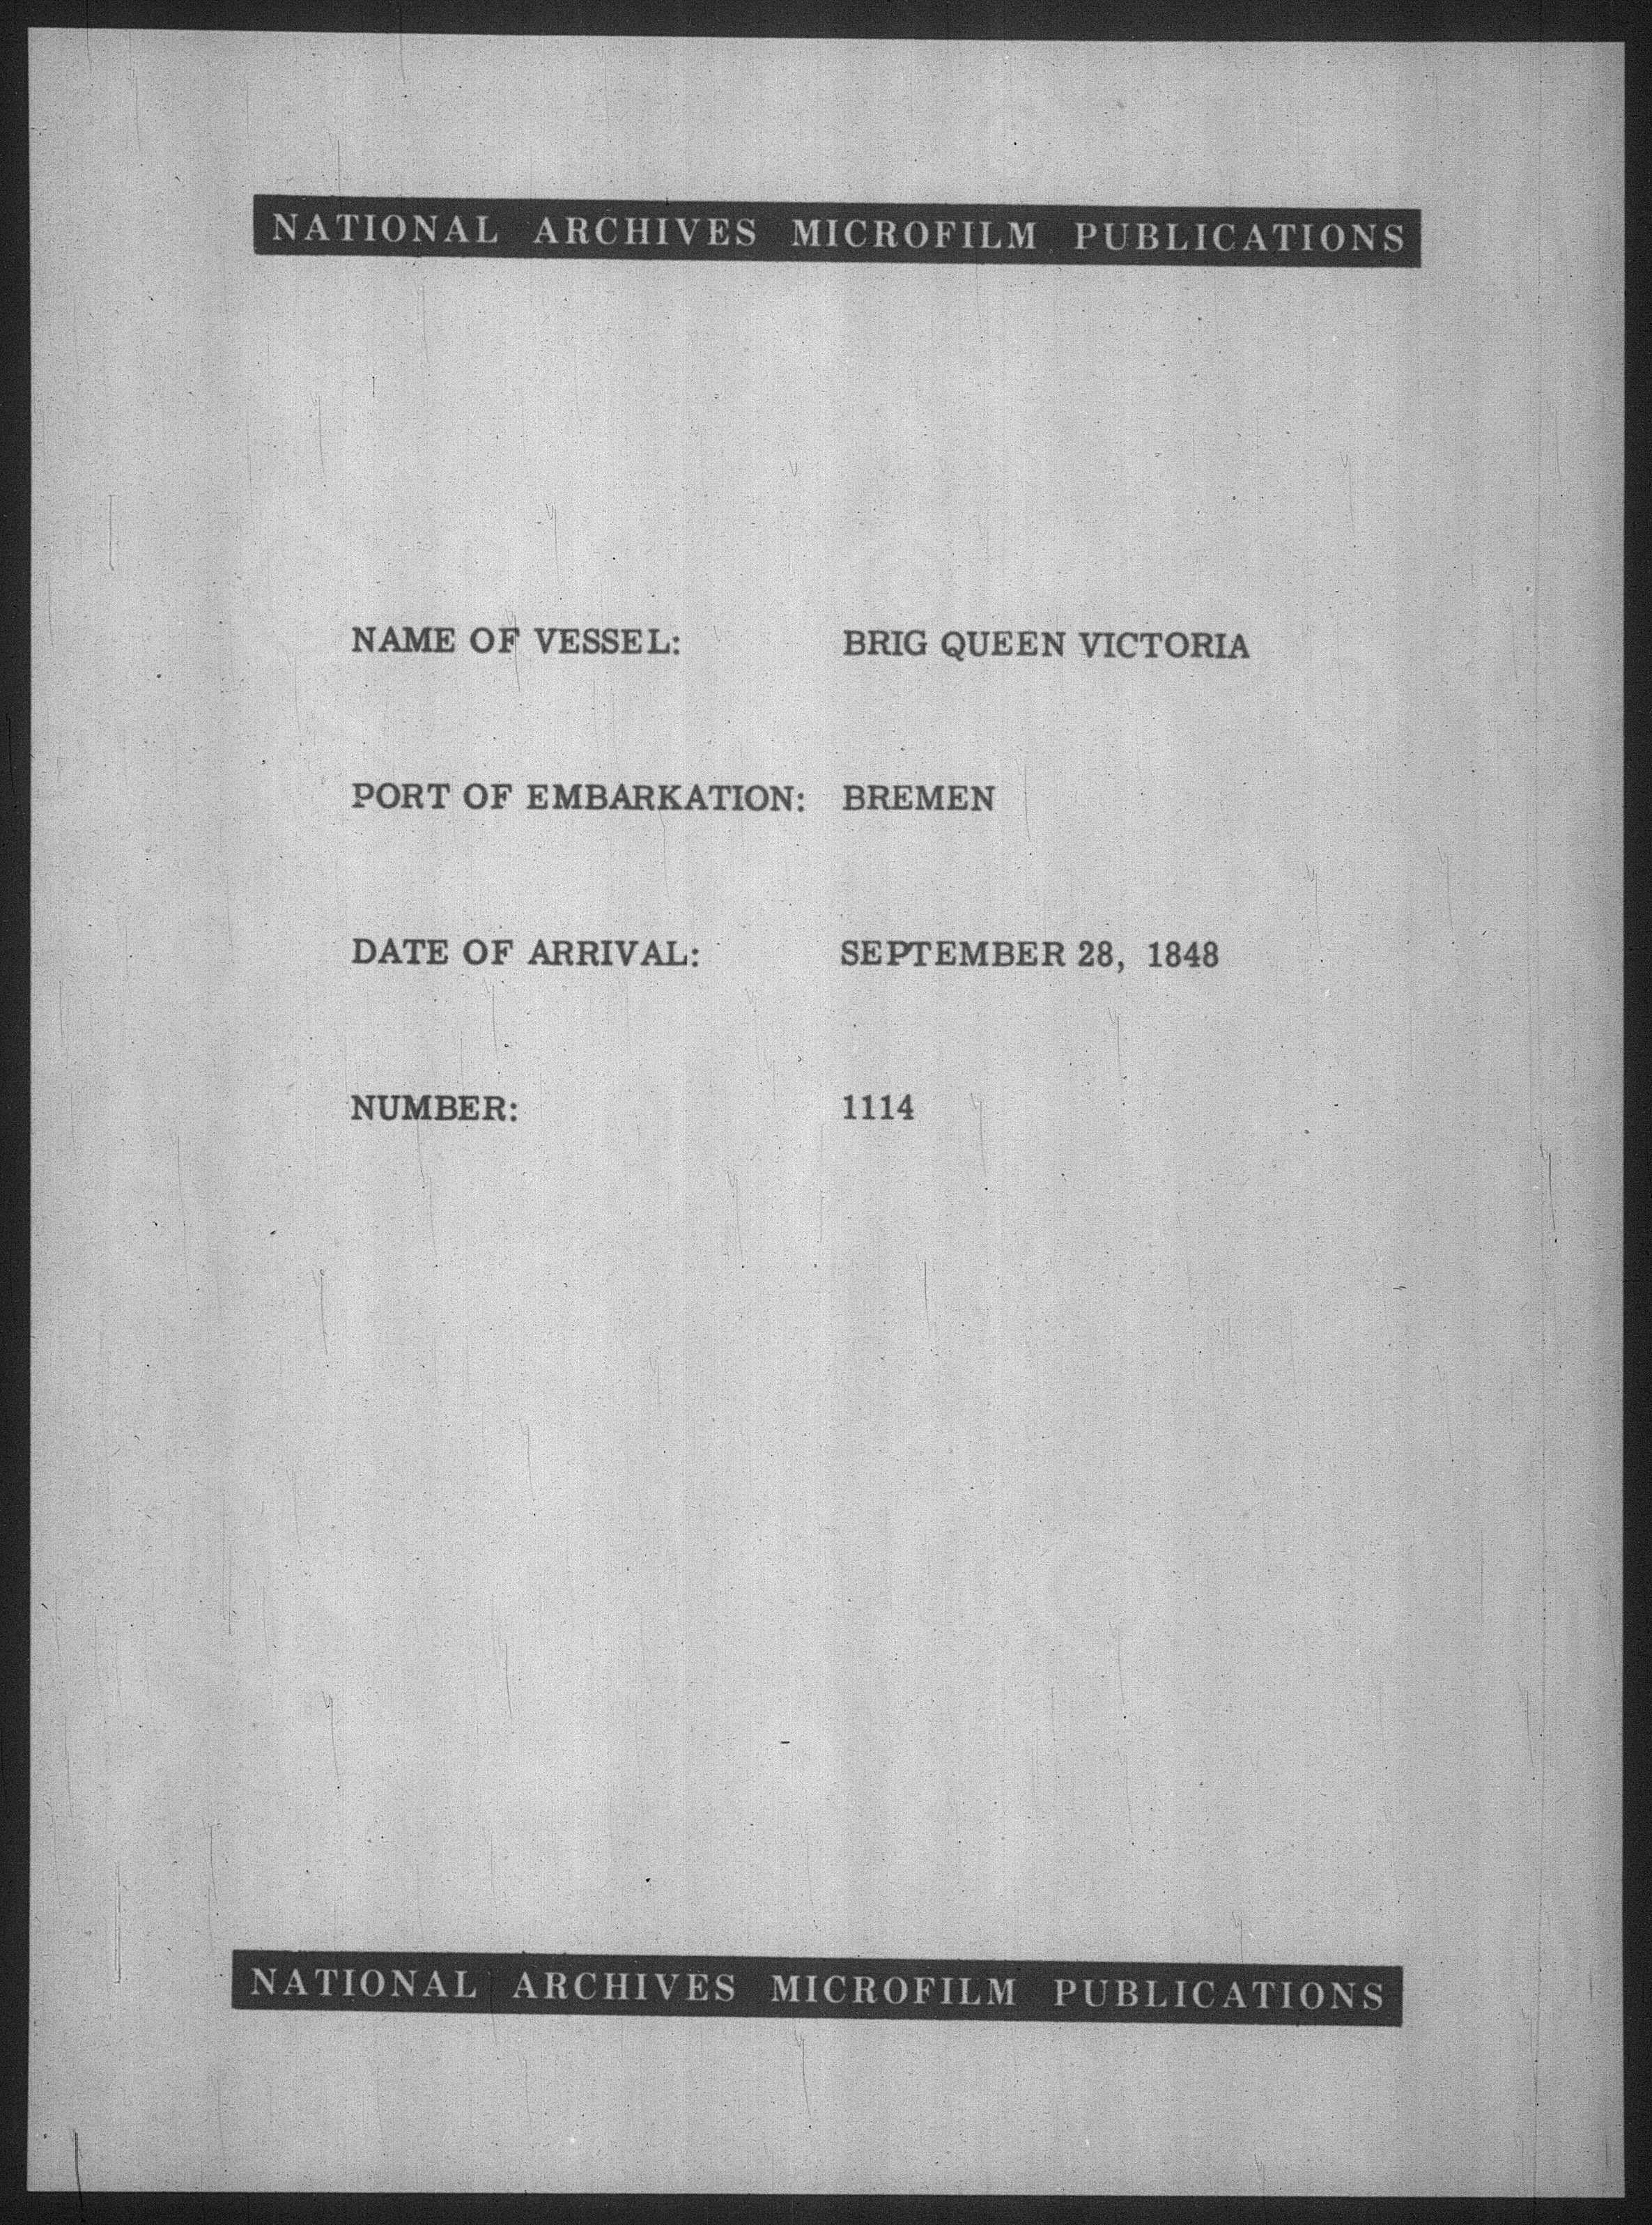 NATIONAL ARCHIVES MICROFILM PUBLICATIONS
NAME OF VESSEL: BRIG QUEEN VICTORIA
PORT OF EMBARKATION: BREMEN
DATE OF ARRIVAL: SEPTEMBER 28, 1848
NUMBER: 1114
NATIONAL ARCHIVES MICROFILM PUBLICATIONS